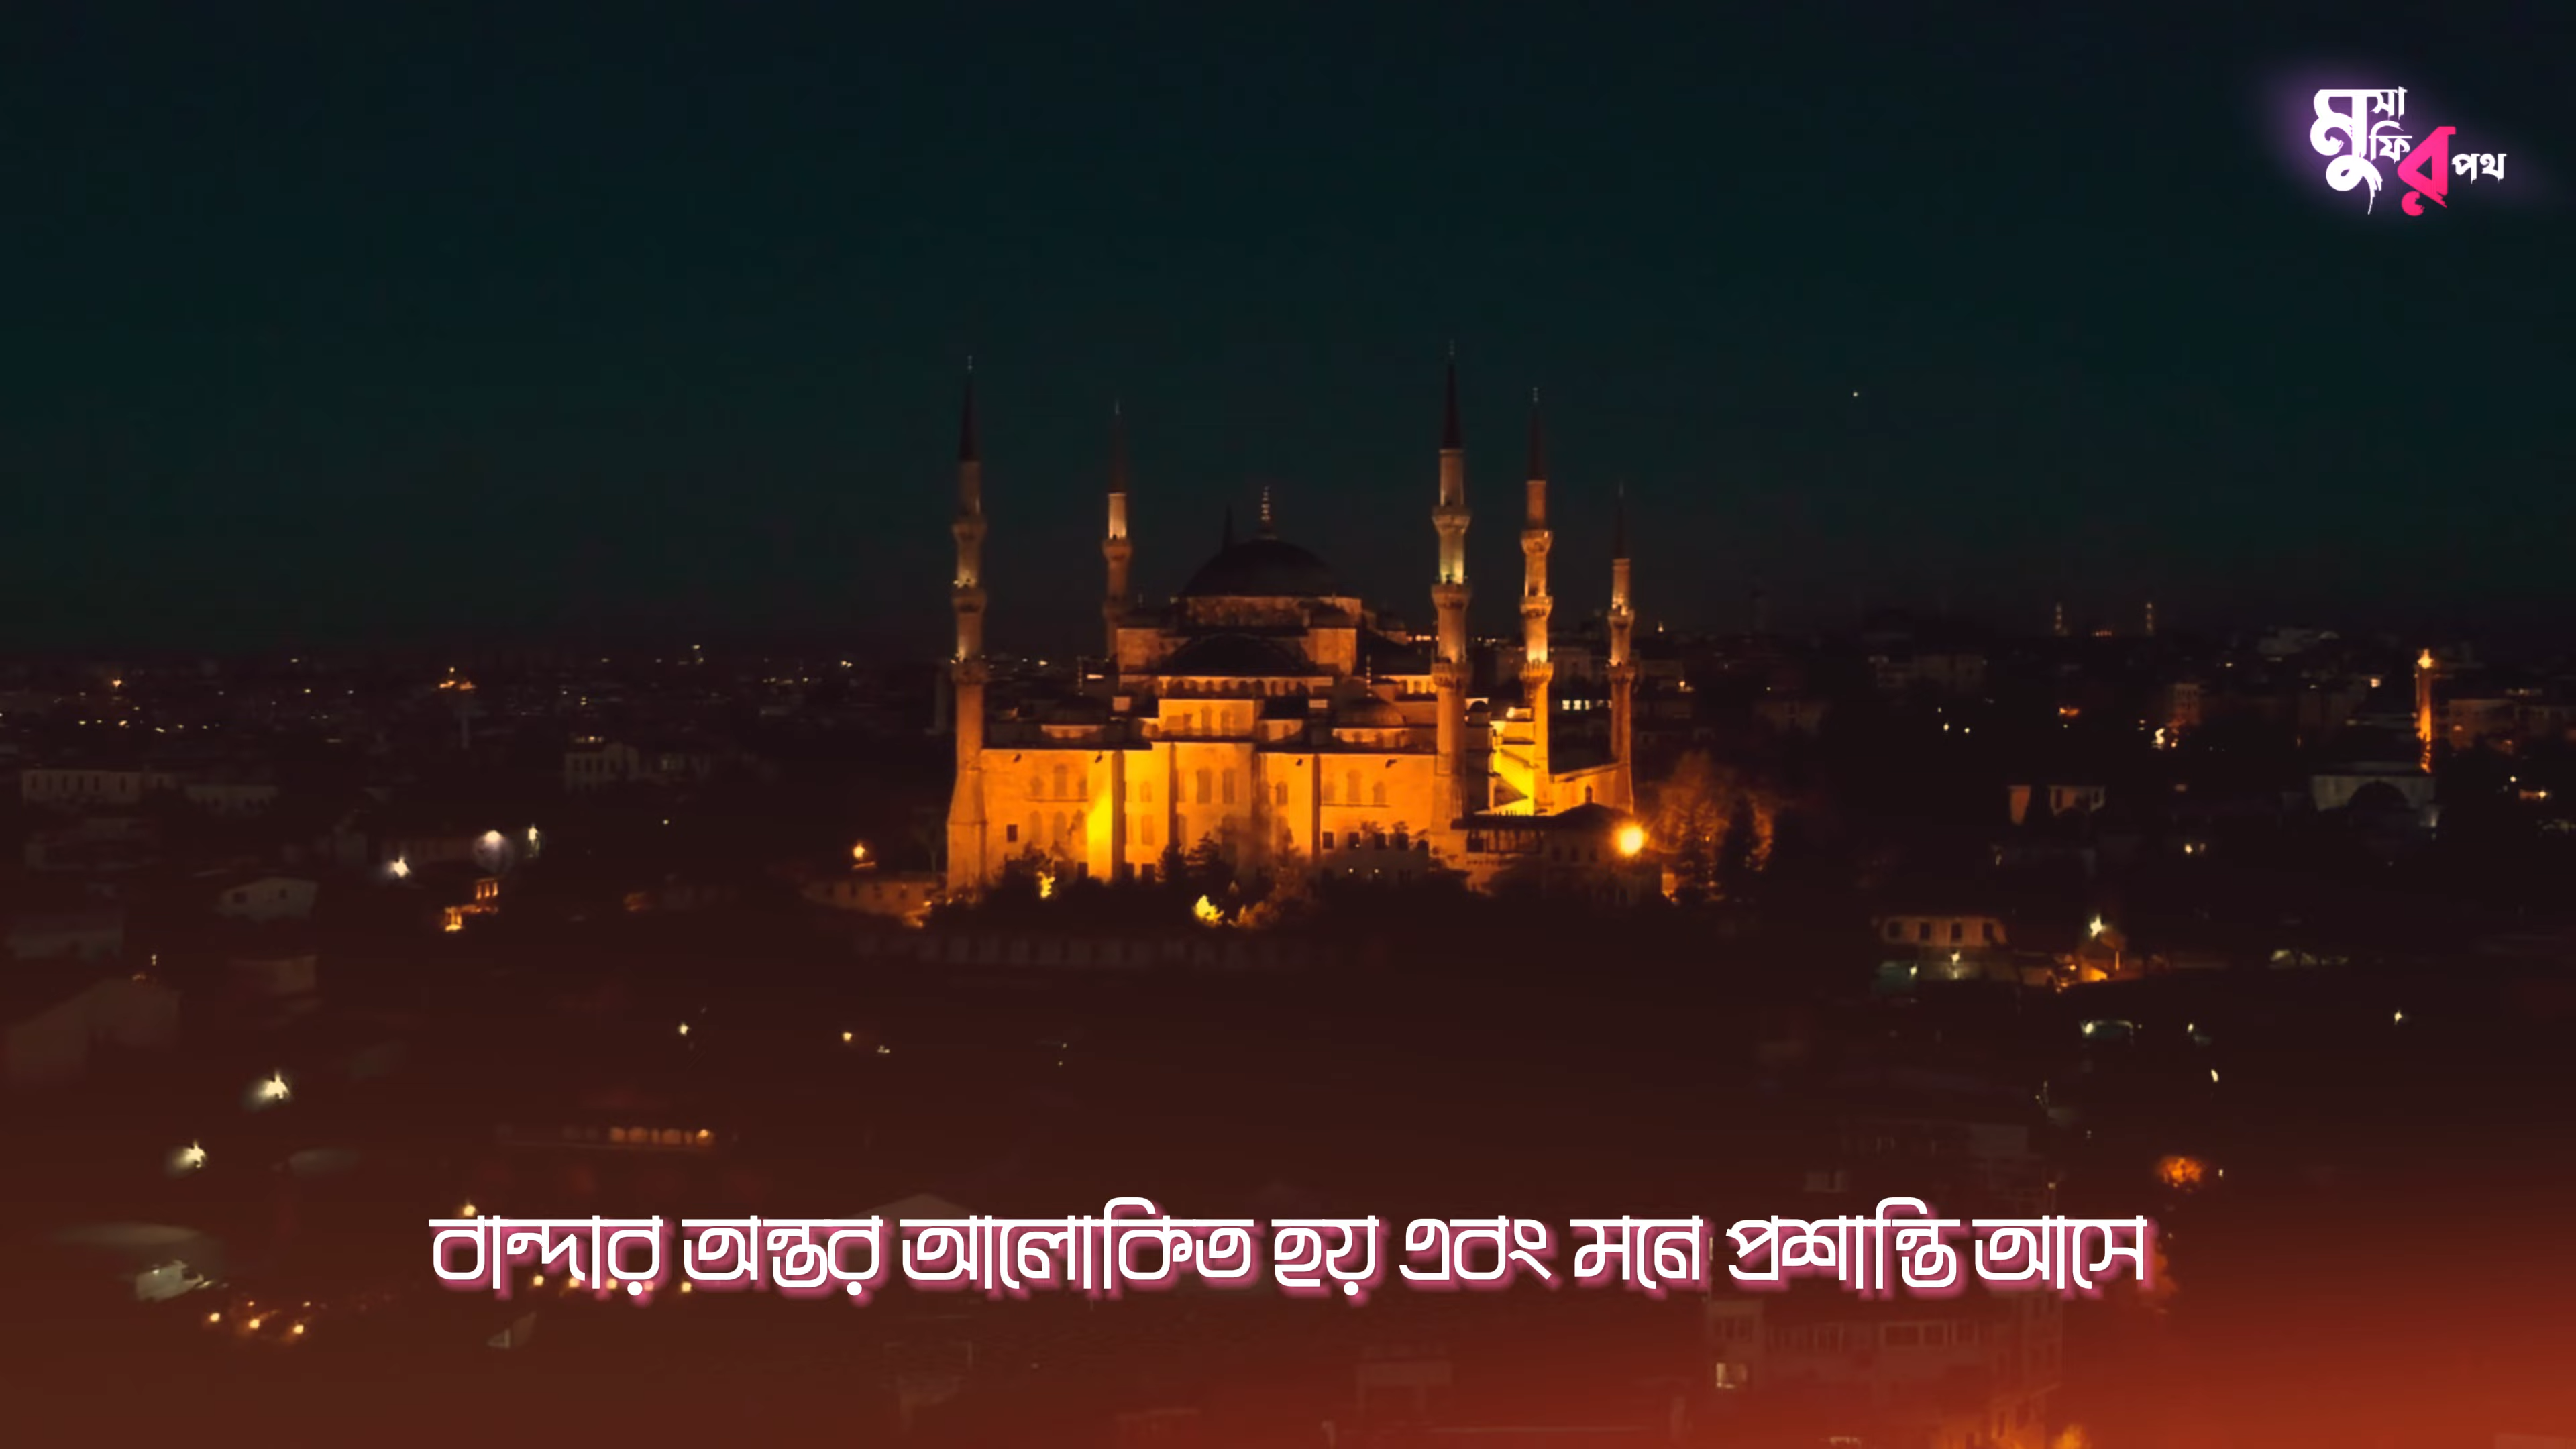 মুসাফির পথ
বান্দার অন্তর আলোকিত হয় এবং মনে প্রশান্তি আসে